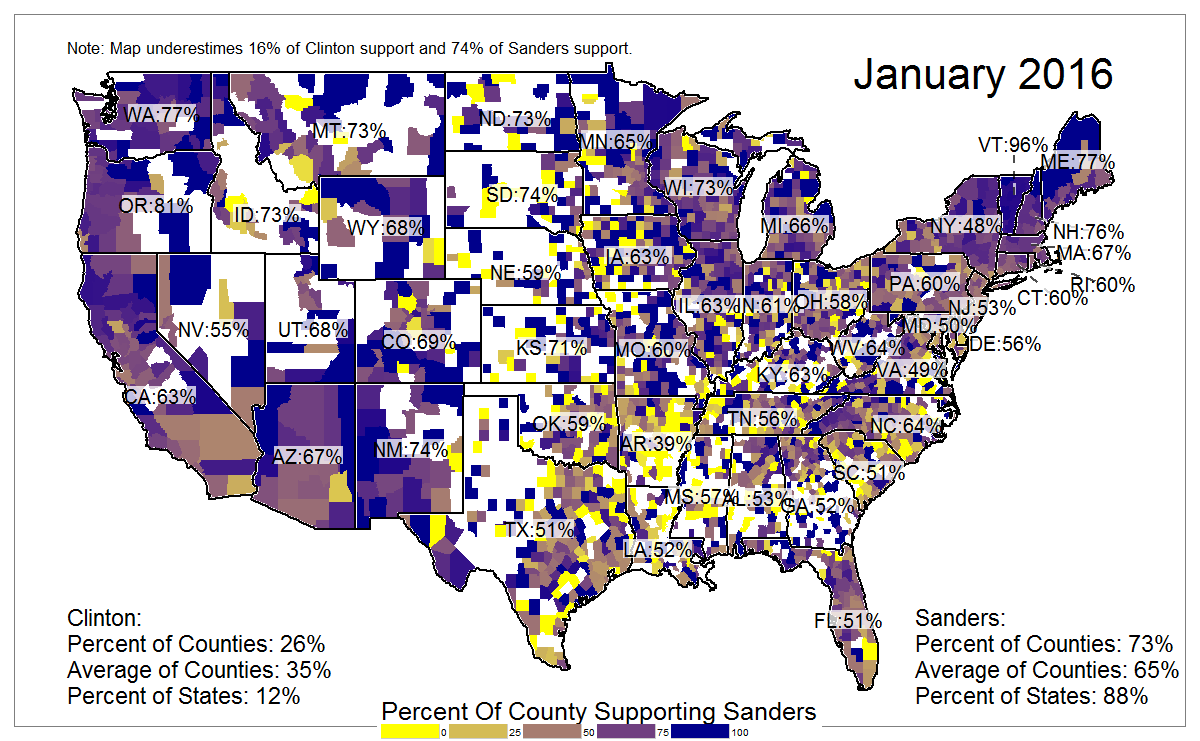 Note: Map underestimes 16% of Clinton support and 74% of Sanders support.
January 2016
WA:77%
MT:73%
ND:73%
MN:65%
VT:96%
ME:77%
OR:81%
ID:73%
WY:68%
SD:74%
WI:73%
MI:66%
NY:48%
NH:76%
MA:67%
NE:59%
IA:63%
PA:60%
RI:60%
CT:60%
NV:55%
UT:68%
CO:69%
KS:71%
MO:60%
IL:63%
IN:61%
OH:58%
NJ:53%
MD:50%
DE:56%
WV:64%
VA:49%
KY:63%
CA:63%
AZ:67%
NM:74%
OK:59%
AR:39%
TN:56%
NC:64%
SC:51%
MS:57%
AL:53%
GA:52%
TX:51%
LA:52%
FL:51%
Clinton:
Percent of Counties: 26%
Average of Counties: 35%
Percent of States: 12%
Sanders:
Percent of Counties: 73%
Average of Counties: 65%
Percent of States: 88%
Percent Of County Supporting Sanders
0 25 50 75 100